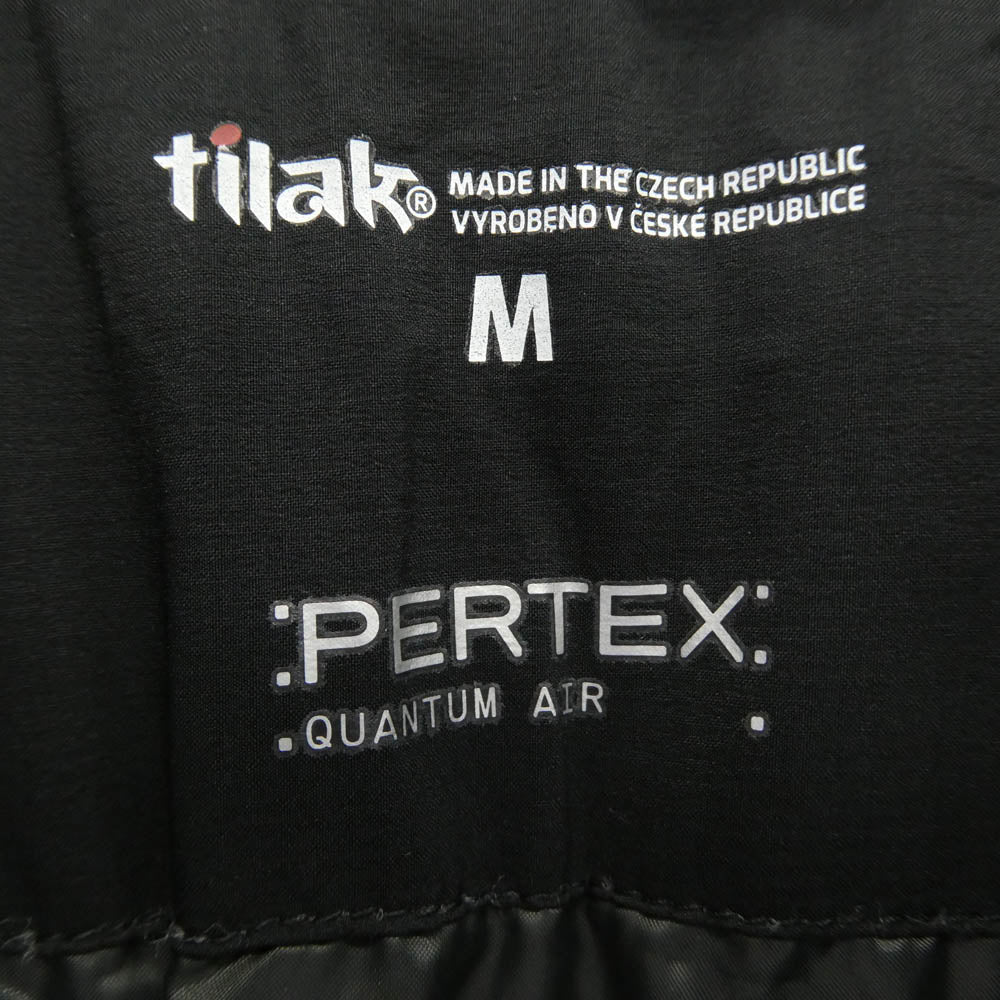 tilak® MADE IN THE CZECH REPUBLIC
VYROBENO V ČESKÉ REPUBLICE
M
PERTEX
QUANTUM AIR